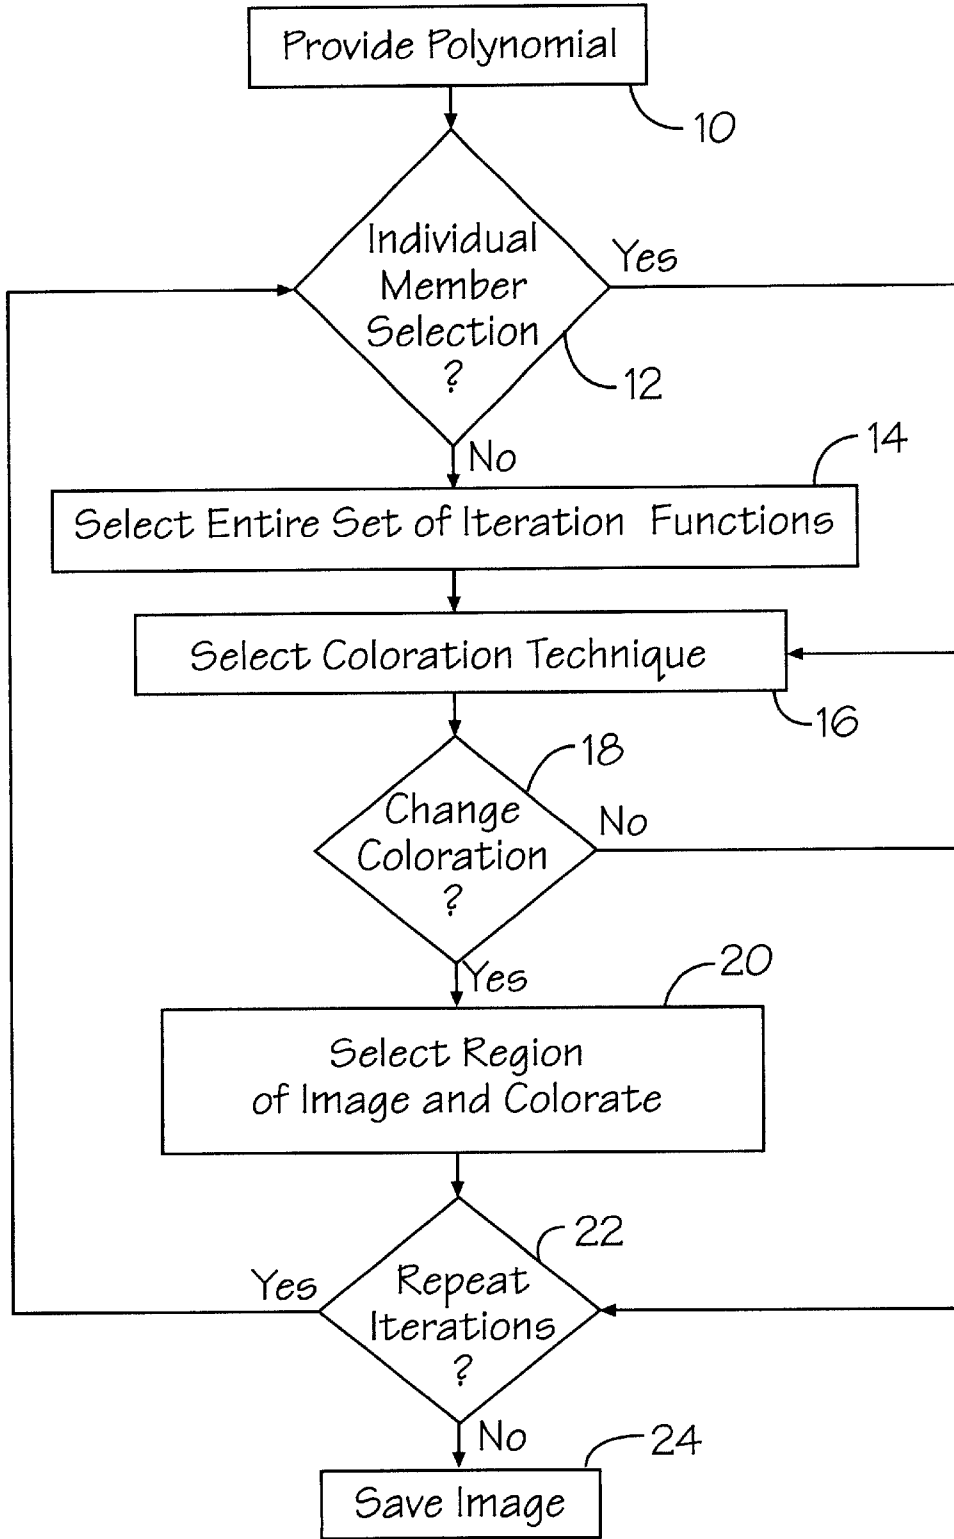 Provide Polynomial
10
Individual
Member
Selection
?
Yes
12
No
14
Select Entire Set of Iteration Functions
Select Coloration Technique
16
18
Change
Coloration
?
No
Yes
20
Select Region
of Image and Colorate
22
Yes
Repeat
Iterations
?
No
24
Save Image